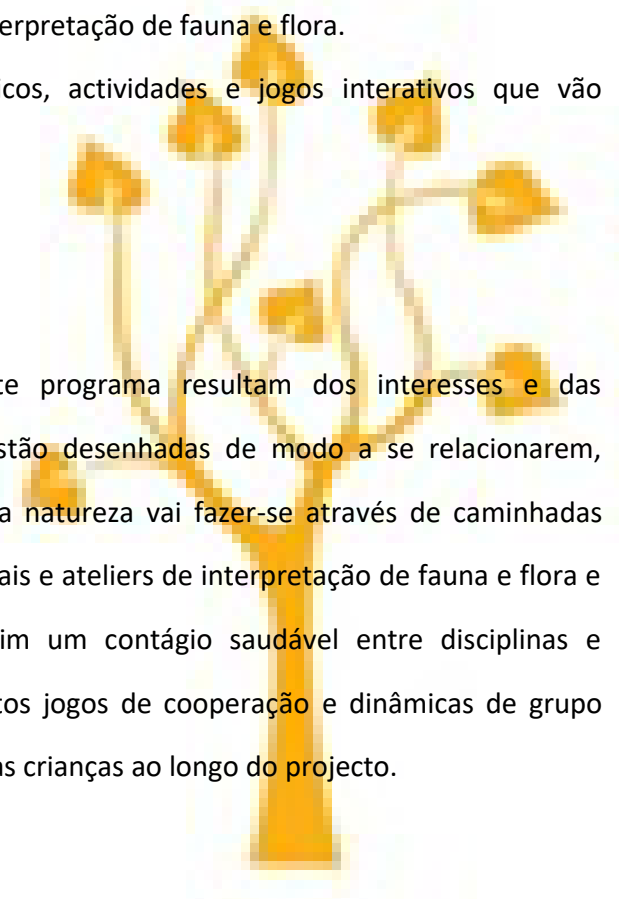 erpretação de fauna e flora.
icos, actividades e jogos interativos que vão
te programa resultam dos interesses e das
stão desenhadas de modo a se relacionarem,
a natureza vai fazer-se através de caminhadas
ais e ateliers de interpretação de fauna e flora e
im um contágio saudável entre disciplinas e
tos jogos de cooperação e dinâmicas de grupo
as crianças ao longo do projecto.